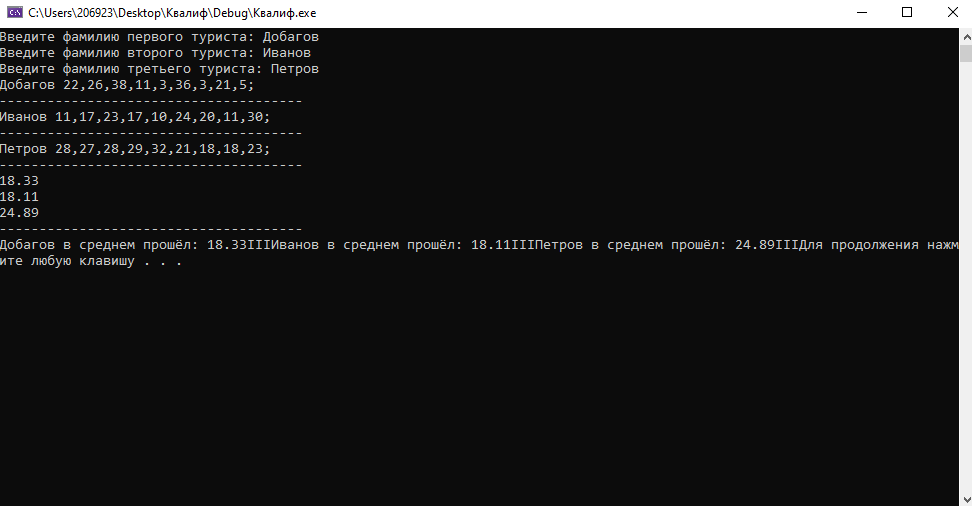 C:\Users\206923\Desktop\Квалиф\Debug\Квалиф.exe
Введите фамилию первого туриста: Добагов
Введите фамилию второго туриста: Иванов
Введите фамилию третьего туриста: Петров
Добагов 22,26,38,11,3,36,3,21,5;
--------------------------------------
Иванов 11,17,23,17,10,24,20,11,30;
--------------------------------------
Петров 28,27,28,29,32,21,18,18,23;
--------------------------------------
18.33
18.11
24.89
--------------------------------------
Добагов в среднем прошёл: 18.33IIIИванов в среднем прошёл: 18.11IIIПетров в среднем прошёл: 24.89IIIДля продолжения нажм
ите любую клавишу . . .